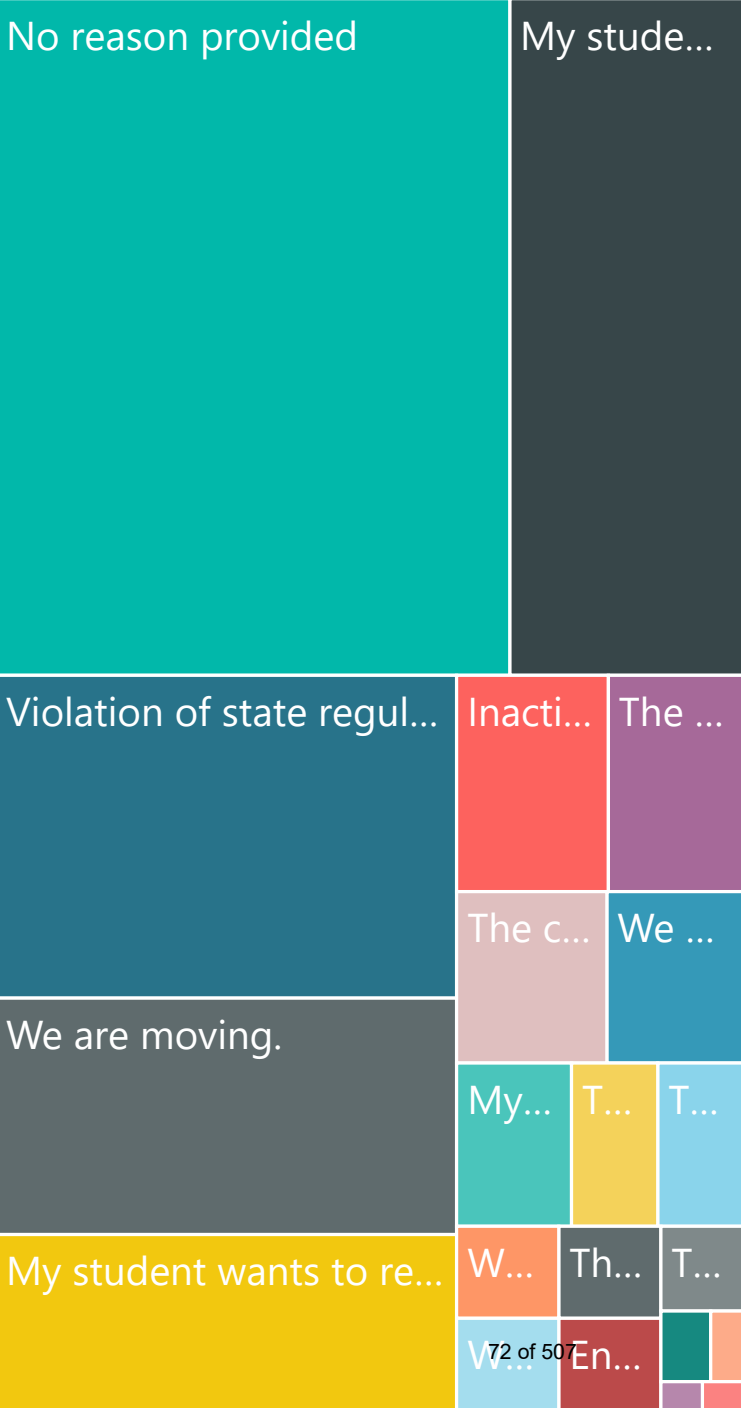 No reason provided
My stude...
Violation of state regul...
Inacti...
The ...
The c...
We ...
We are moving.
My...
T...
T...
My student wants to re...
W...
Th...
T...
W...
En...
72 of 507